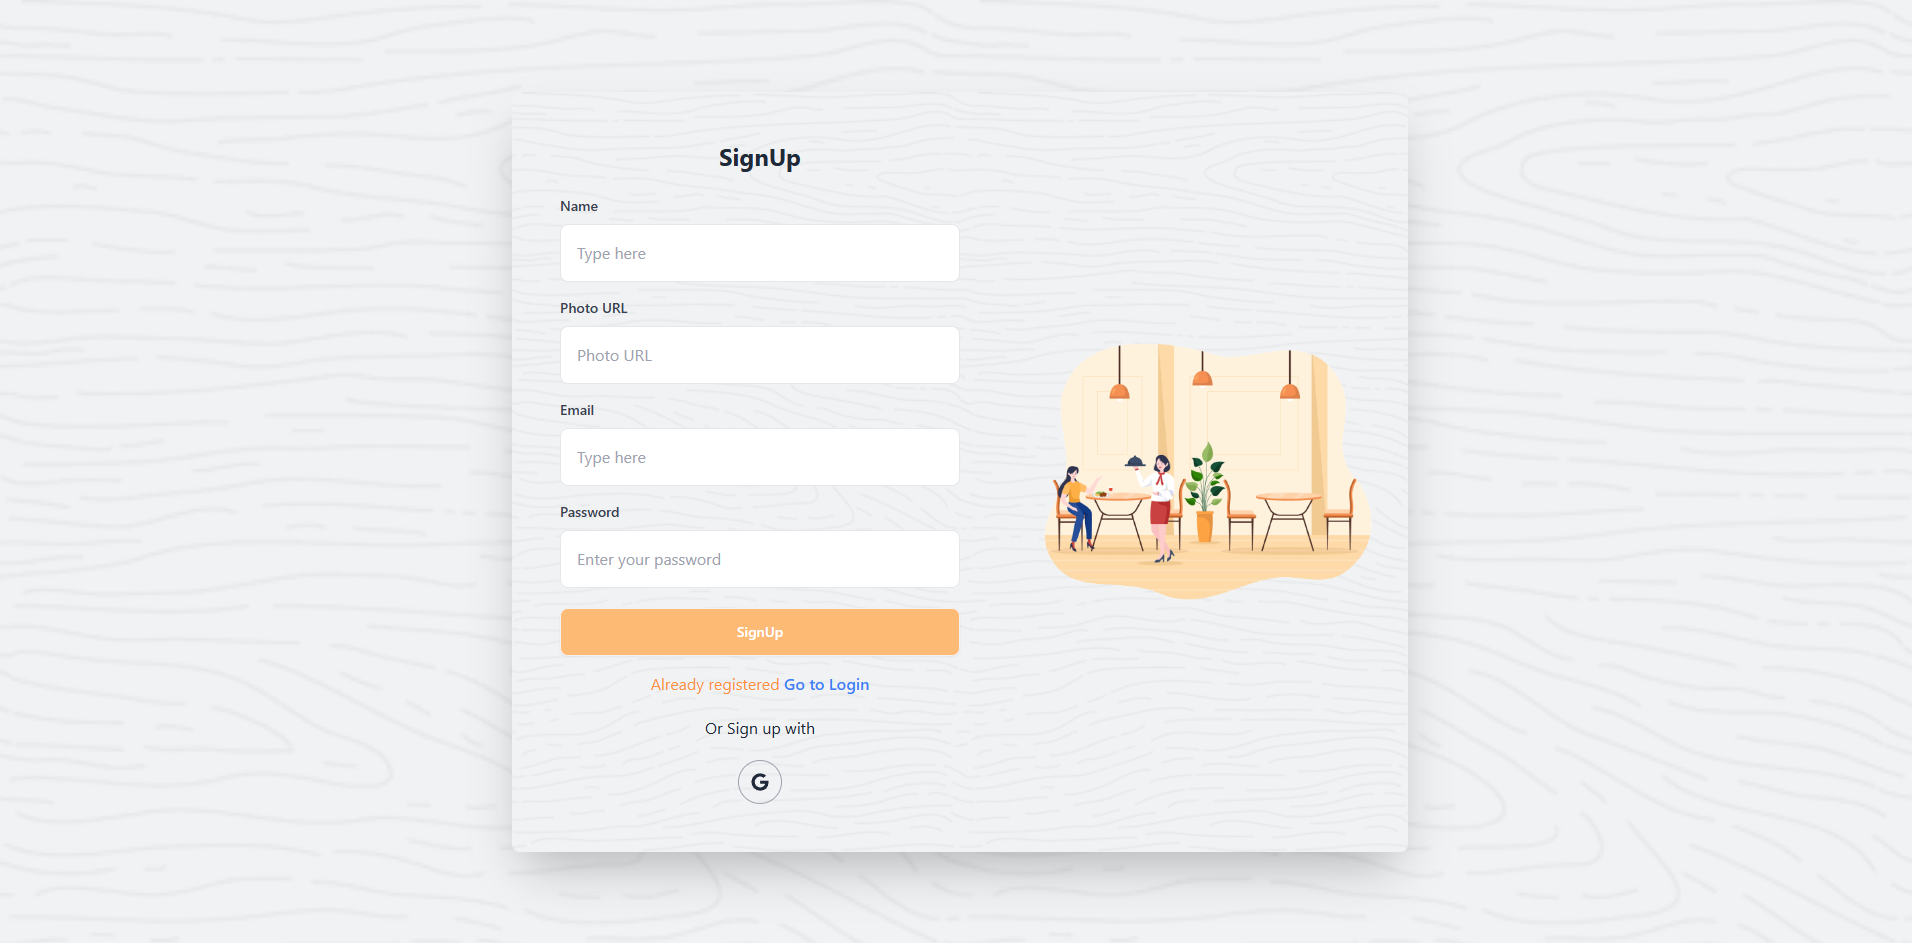 SignUp
Name
Type here
Photo URL
Photo URL
Email
Type here
Password
Enter your password
SignUp
Already registered Go to Login
Or Sign up with
G